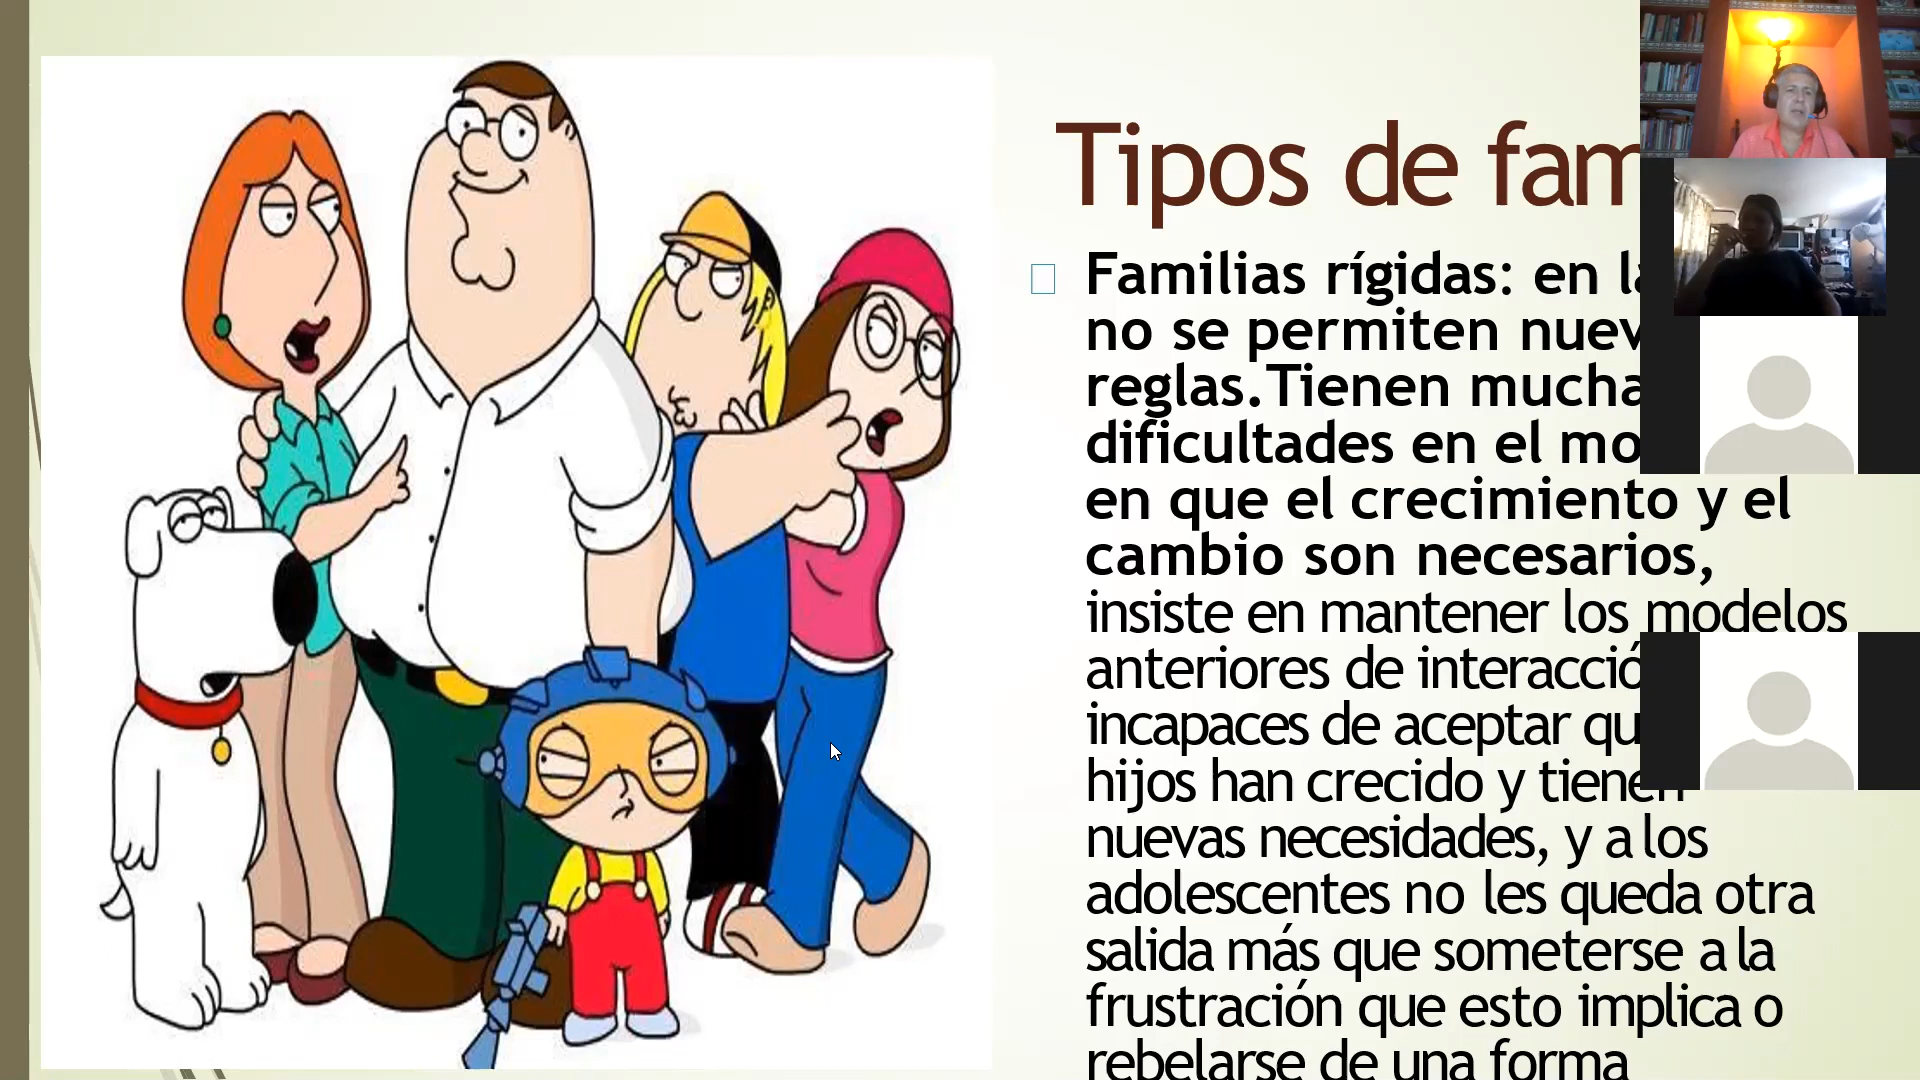 Tipos de fam
Familias rígidas: en la
no se permiten nuev
reglas.Tienen mucha
dificultades en el mo
en que el crecimiento y el
cambio son necesarios,
insiste en mantener los modelos
anteriores de interacció
incapaces de aceptar qu
hijos han crecido y tienen
nuevas necesidades, y a los
adolescentes no les queda otra
salida más que someterse a la
frustración que esto implica o
rebelarse de una forma